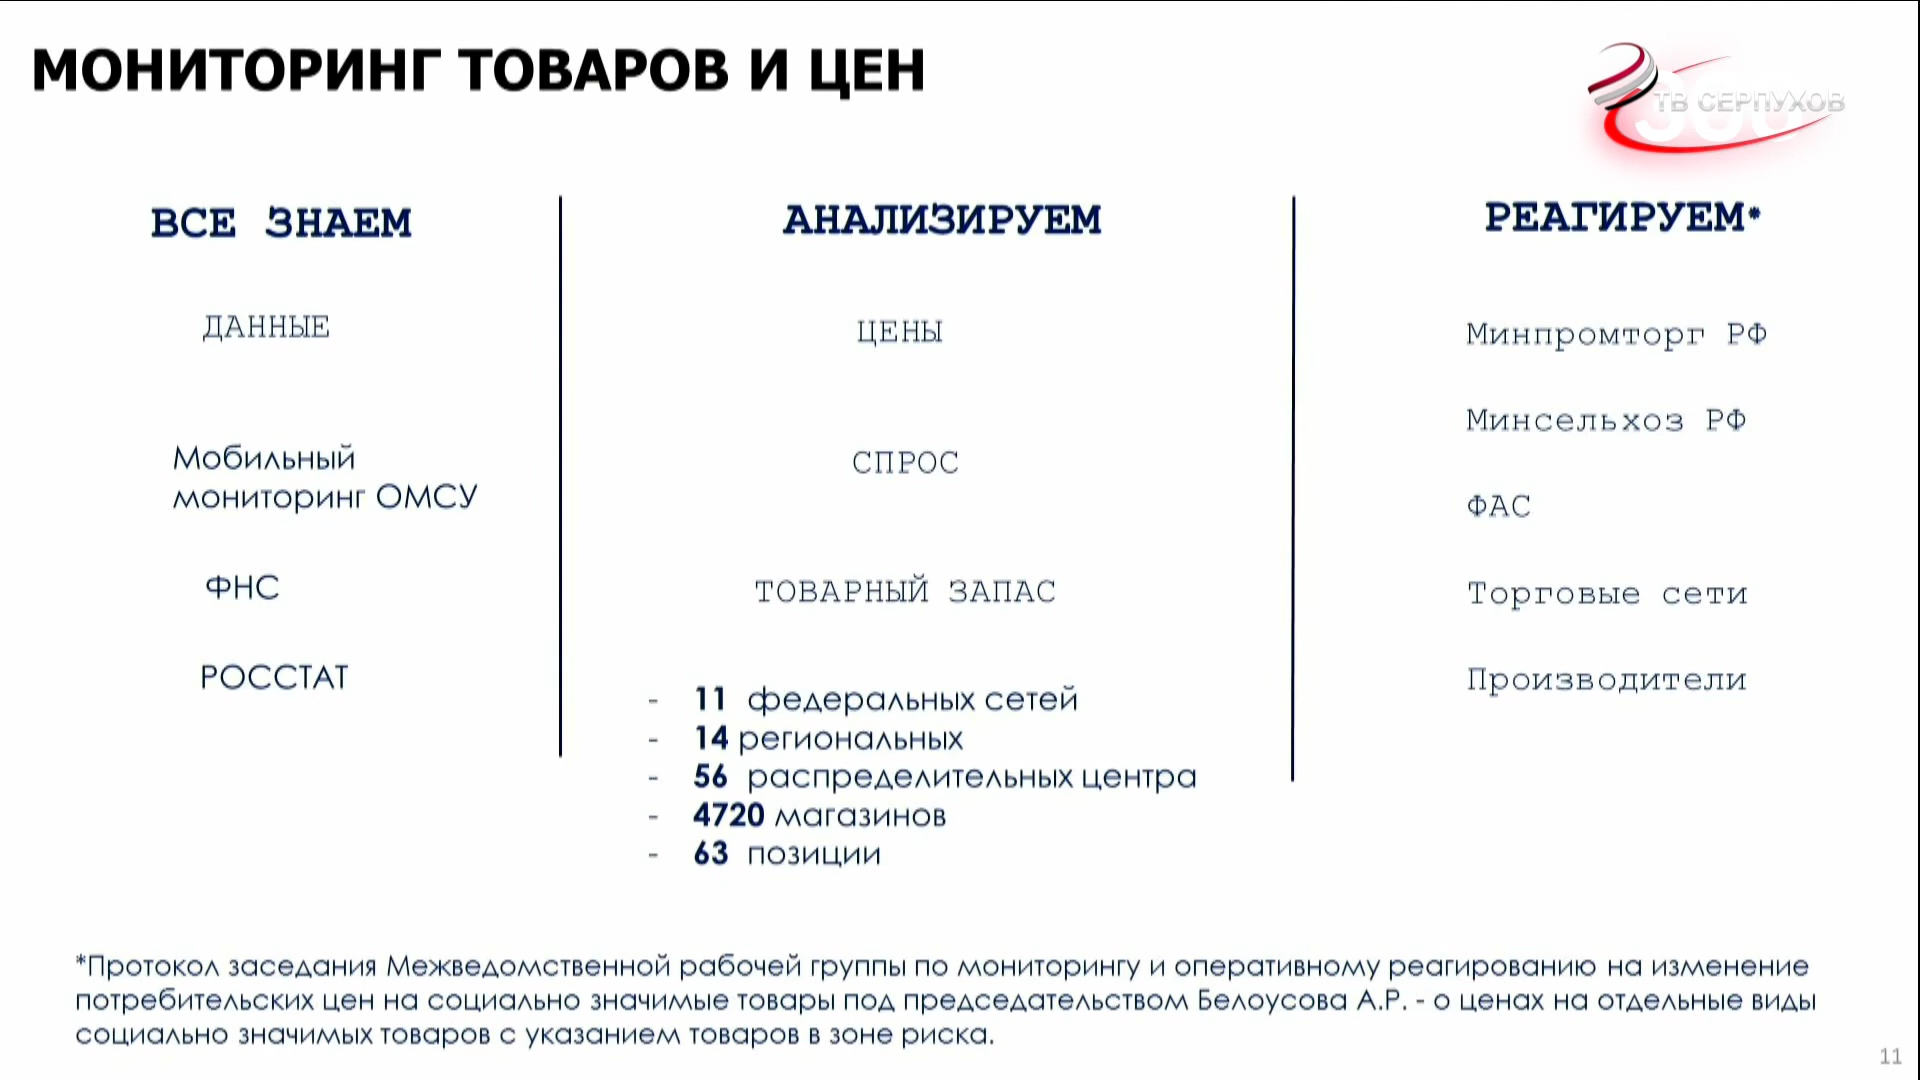 МОНИТОРИНГ ТОВАРОВ И ЦЕН
ТВ СЕРПУХОВ
360
ВСЕ ЗНАЕМ
ДАННЫЕ
Мобильный
мониторинг ОМСУ
ФНС
РОССТАТ
АНАЛИЗИРУЕМ
ЦЕНЫ
СПРОС
ТОВАРНЫЙ ЗАПАС
- 11 федеральных сетей
- 14 региональных
- 56 распределительных центра
- 4720 магазинов
- 63 позиции
РЕАГИРУЕМ*
Минпромторг РФ
Минсельхоз РФ
ФАС
Торговые сети
Производители
*Протокол заседания Межведомственной рабочей группы по мониторингу и оперативному реагированию на изменение
потребительских цен на социально значимые товары под председательством Белоусова А.Р. - о ценах на отдельные виды
социально значимых товаров с указанием товаров в зоне риска.
11